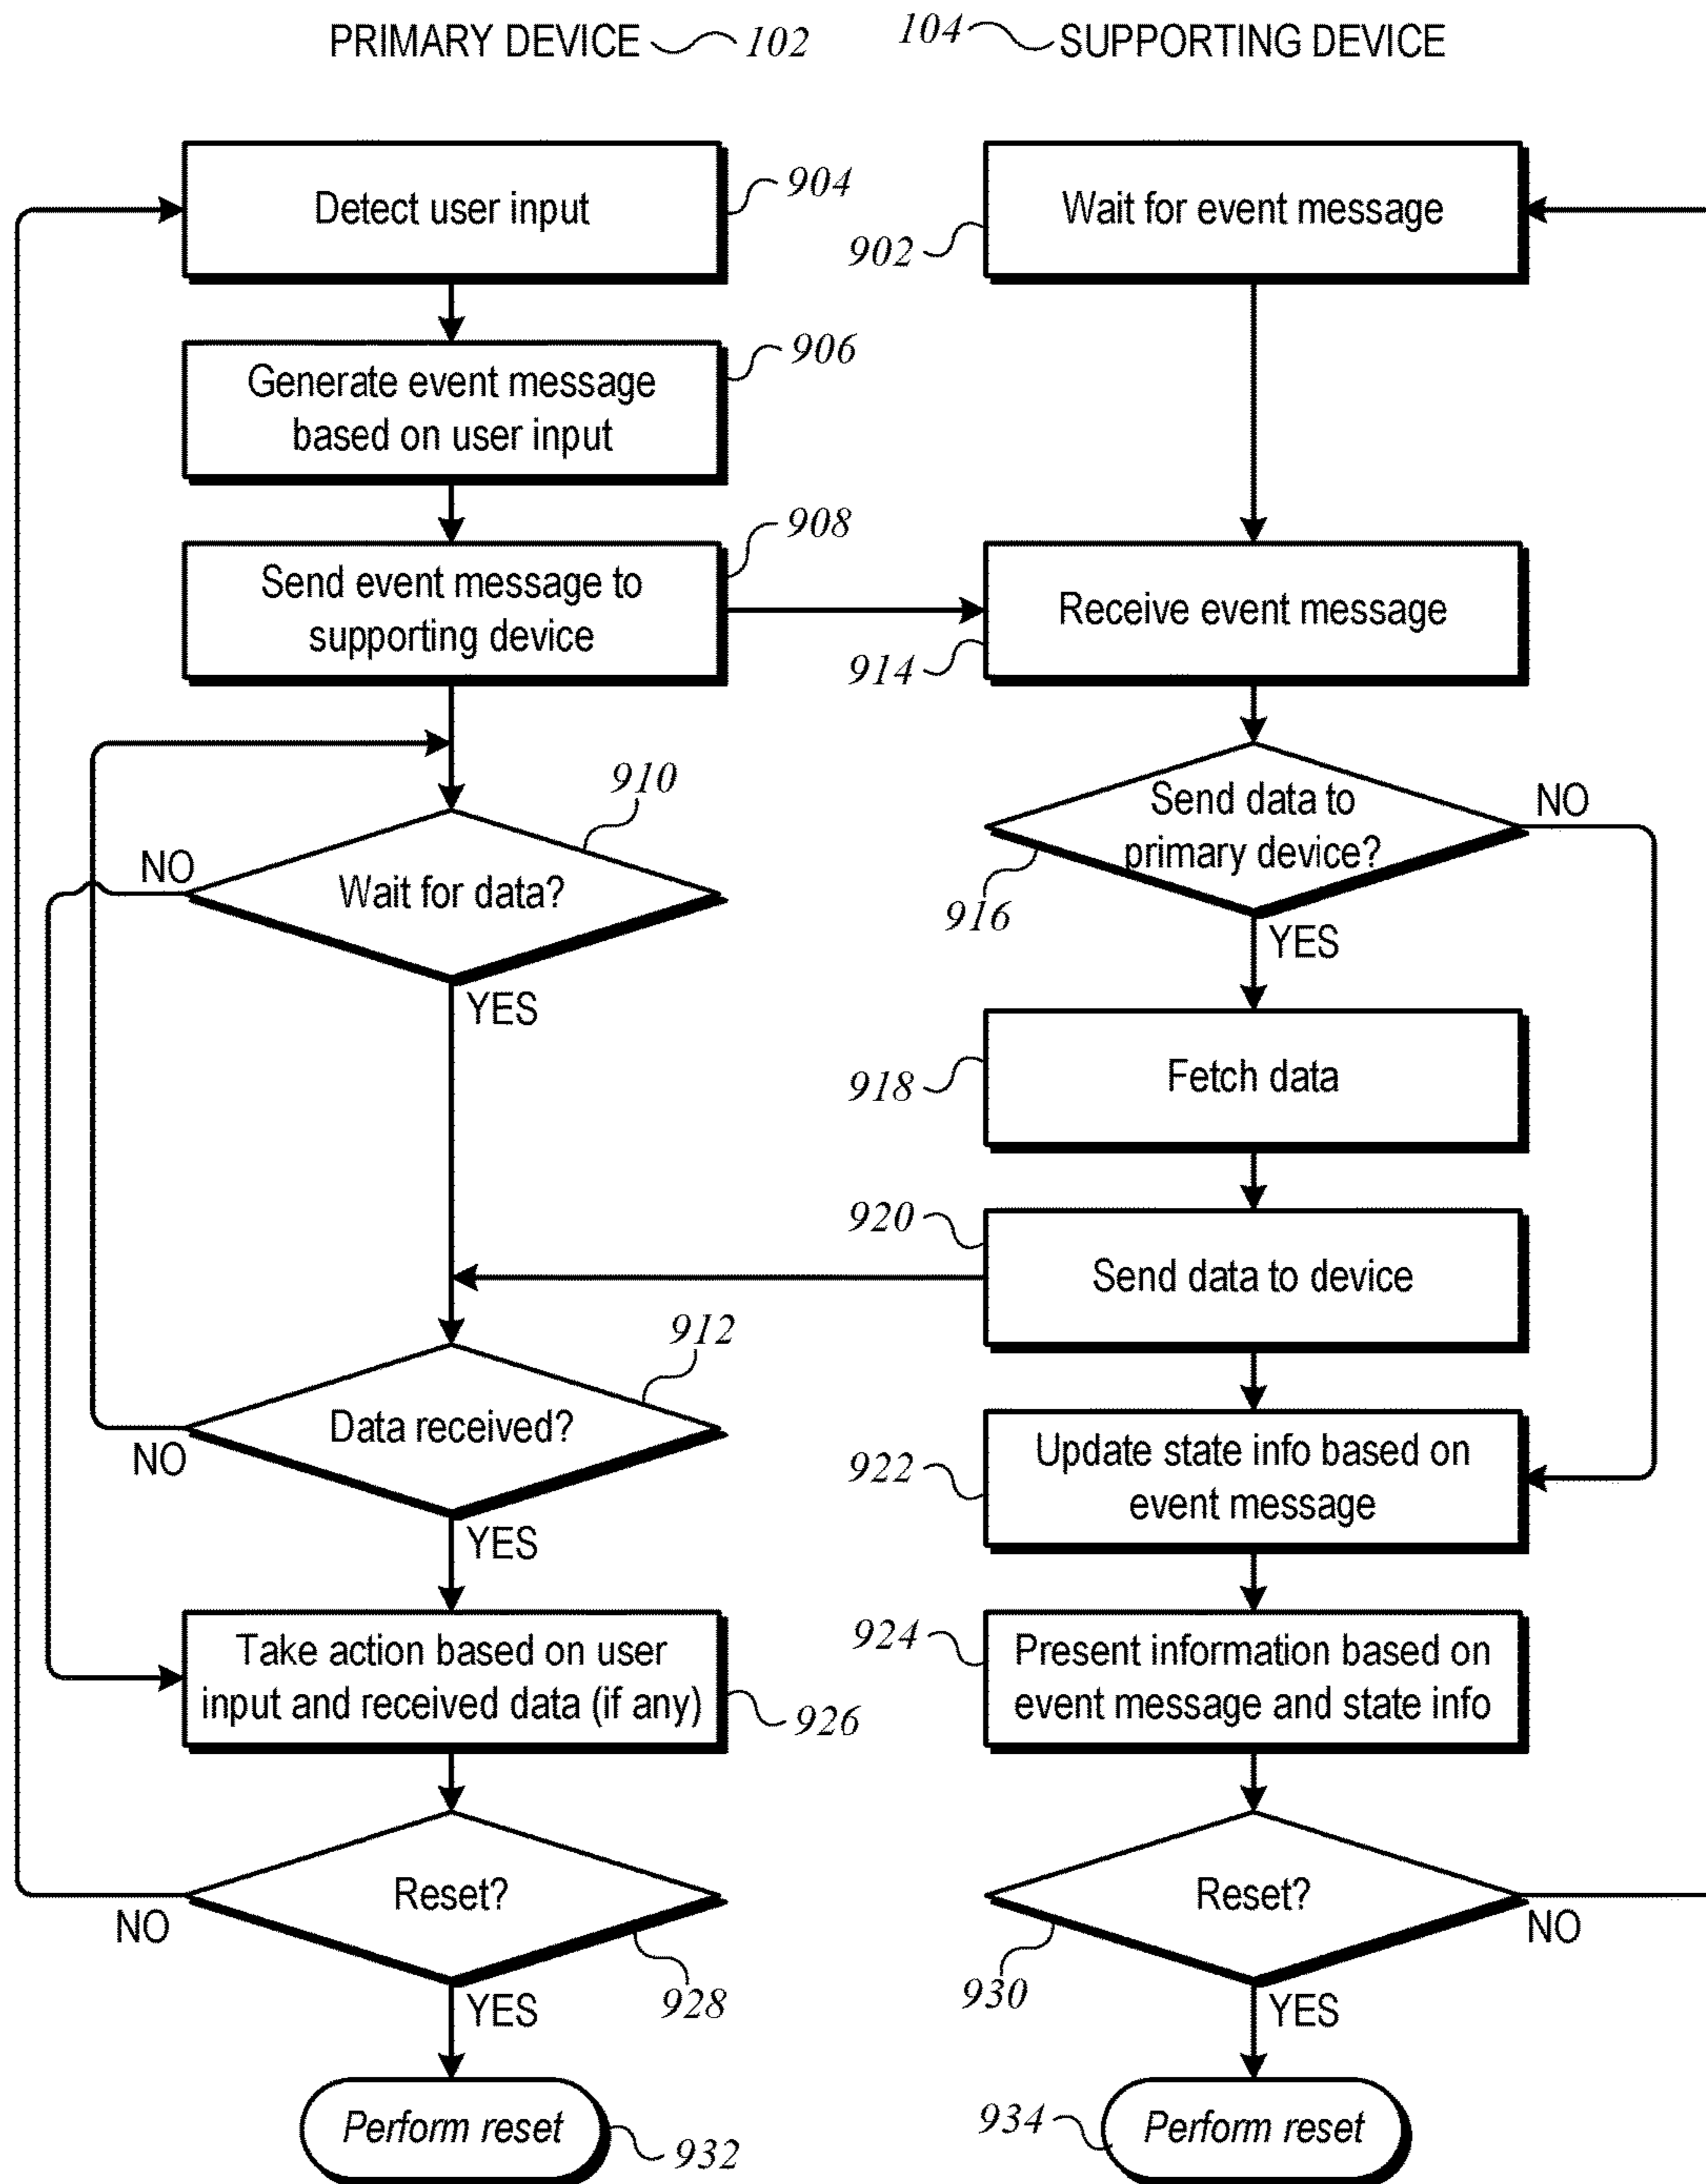 PRIMARY DEVICE 102
104 SUPPORTING DEVICE
Detect user input
904
Wait for event message
902
Generate event message
based on user input
906
Send event message to
supporting device
908
Receive event message
914
910
NO
Wait for data?
YES
Send data to
primary device?
NO
916
YES
Fetch data
918
920
Send data to device
912
Data received?
NO
YES
Update state info based on
event message
922
Take action based on user
input and received data (if any)
926
924
Present information based on
event message and state info
Reset?
NO
928
YES
Reset?
NO
930
YES
Perform reset
932
934
Perform reset